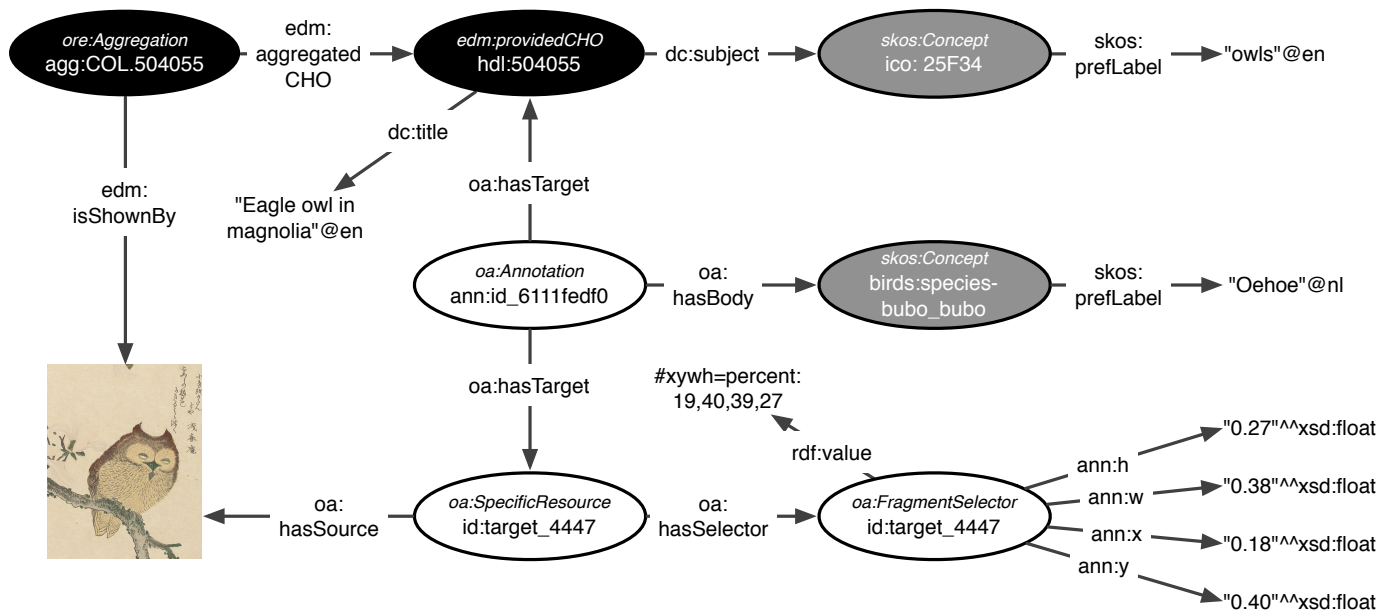 ore:Aggregation
agg:COL.504055
edm:
aggregated
CHO
edm:providedCHO
hdl:504055
dc:subject
skos:Concept
ico: 25F34
skos:
prefLabel
"owls"@en
dc:title
"Eagle owl in
magnolia"@en
edm:
isShownBy
oa:hasTarget
oa:Annotation
ann:id_6111fedf0
oa:
hasBody
skos:Concept
birds:species-
bubo_bubo
skos:
prefLabel
"Oehoe"@nl
oa:hasTarget
#xywh=percent:
19,40,39,27
rdf:value
oa:
hasSource
oa:SpecificResource
id:target_4447
oa:
hasSelector
oa:FragmentSelector
id:target_4447
ann:h
"0.27"^^xsd:float
ann:w
"0.38"^^xsd:float
ann:x
"0.18"^^xsd:float
ann:y
"0.40"^^xsd:float